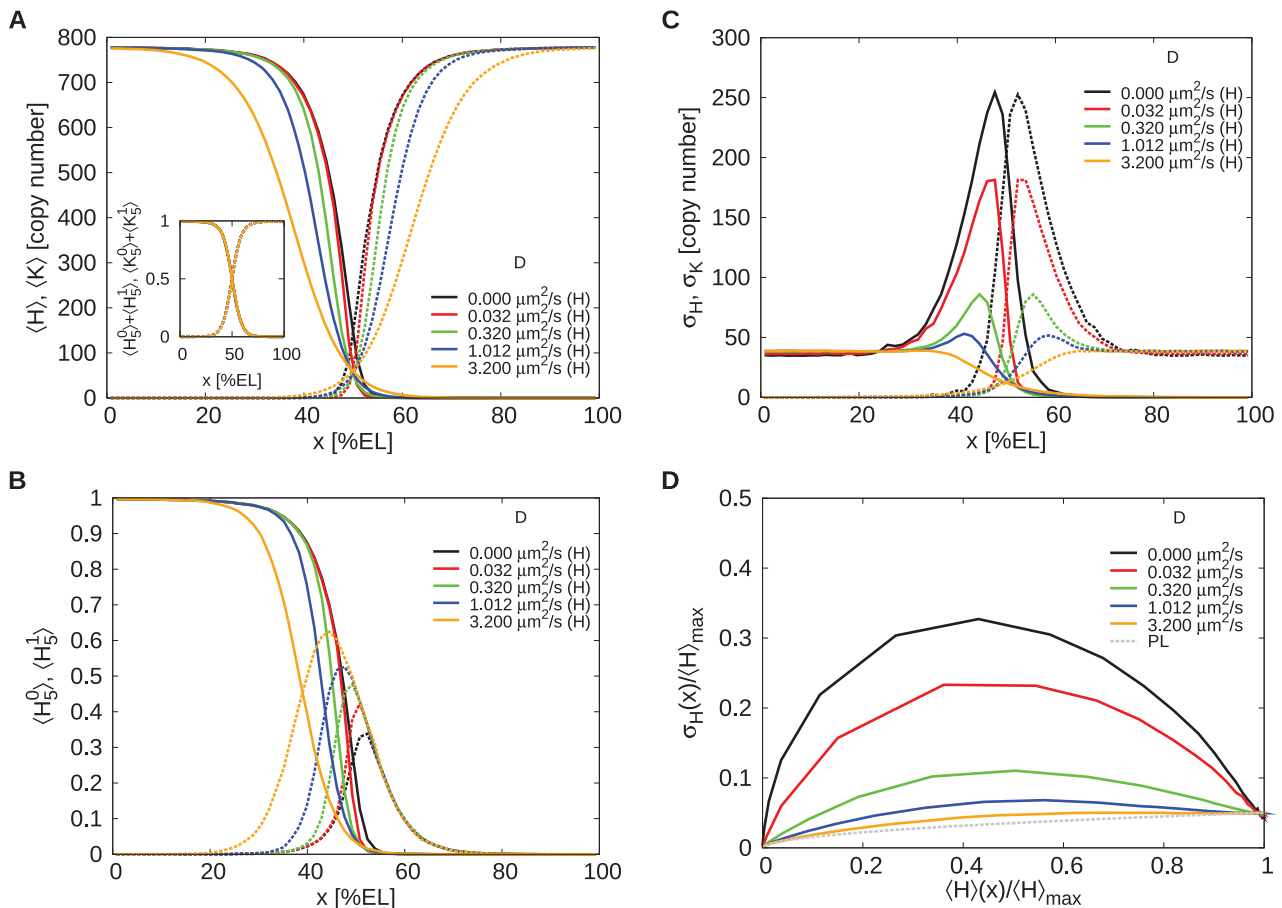 A
⟨H⟩, ⟨K⟩ [copy number]
800
700
600
500
400
300
200
100
0
0 20 40 60 80 100
x [%EL]
D
0.000 μm²/s (H)
0.032 μm²/s (H)
0.320 μm²/s (H)
1.012 μm²/s (H)
3.200 μm²/s (H)
⟨H₅⁰⟩+⟨H₅¹⟩, ⟨K₅⁰⟩+⟨K₅¹⟩
1
0.5
0
0 50 100
x [%EL]
C
σ_H, σ_K [copy number]
300
250
200
150
100
50
0
0 20 40 60 80 100
x [%EL]
D
0.000 μm²/s (H)
0.032 μm²/s (H)
0.320 μm²/s (H)
1.012 μm²/s (H)
3.200 μm²/s (H)
B
⟨H₅⁰⟩, ⟨H₅¹⟩
1
0.9
0.8
0.7
0.6
0.5
0.4
0.3
0.2
0.1
0
0 20 40 60 80 100
x [%EL]
D
0.000 μm²/s (H)
0.032 μm²/s (H)
0.320 μm²/s (H)
1.012 μm²/s (H)
3.200 μm²/s (H)
D
σ_H(x)/⟨H⟩_max
0.5
0.4
0.3
0.2
0.1
0
0 0.2 0.4 0.6 0.8 1
⟨H⟩(x)/⟨H⟩_max
D
0.000 μm²/s
0.032 μm²/s
0.320 μm²/s
1.012 μm²/s
3.200 μm²/s
PL